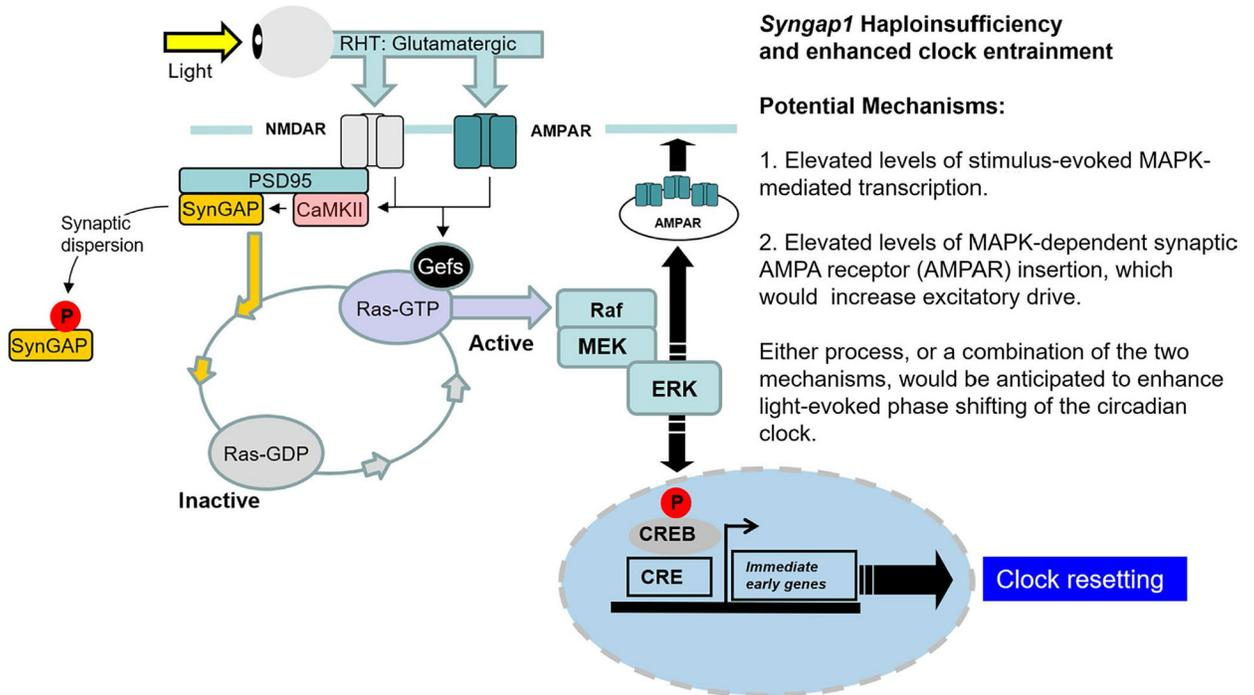 Syngap1 Haploinsufficiency
and enhanced clock entrainment
Potential Mechanisms:
1. Elevated levels of stimulus-evoked MAPK-
mediated transcription.
2. Elevated levels of MAPK-dependent synaptic
AMPA receptor (AMPAR) insertion, which
would increase excitatory drive.
Either process, or a combination of the two
mechanisms, would be anticipated to enhance
light-evoked phase shifting of the circadian
clock.
Light
RHT: Glutamatergic
NMDAR
AMPAR
PSD95
SynGAP
CaMKII
Synaptic
dispersion
P
SynGAP
Gefs
Ras-GTP
Active
Ras-GDP
Inactive
Raf
MEK
ERK
AMPAR
P
CREB
CRE
Immediate
early genes
Clock resetting